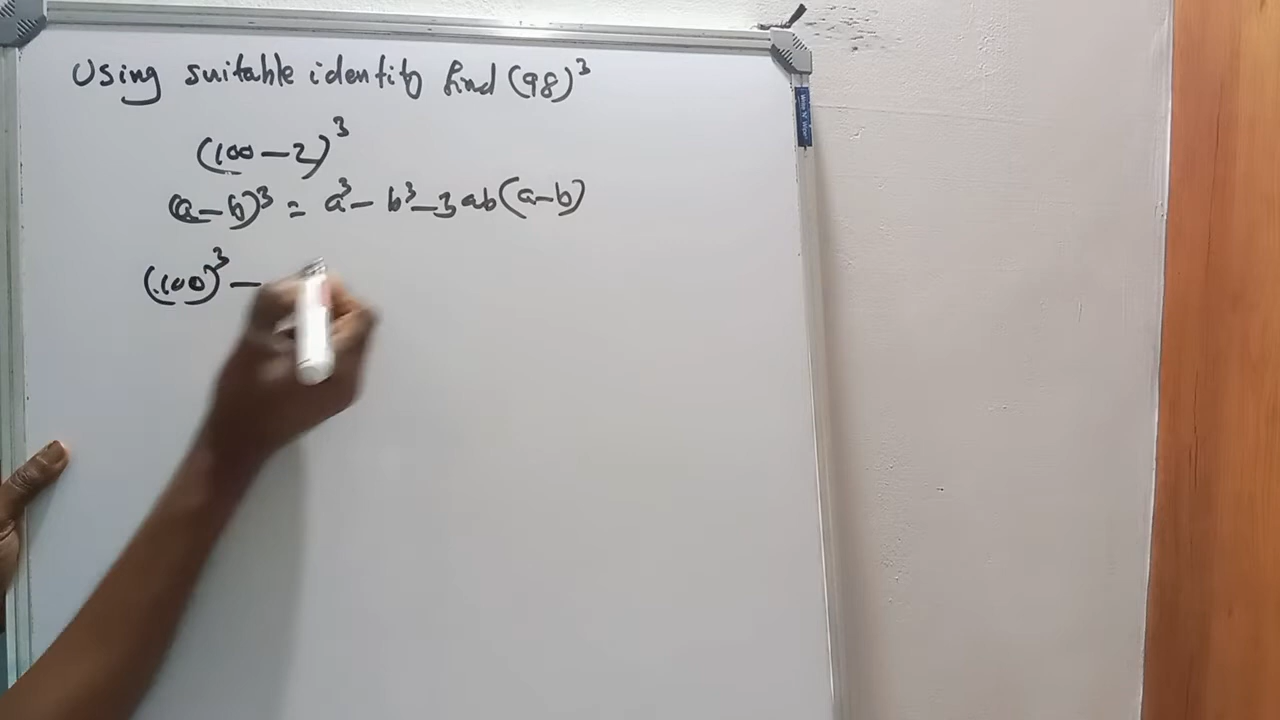 Using suitable identity find (98)³
(100-2)³
(a-b)³ = a³- b³-3ab(a-b)
(100)³ -